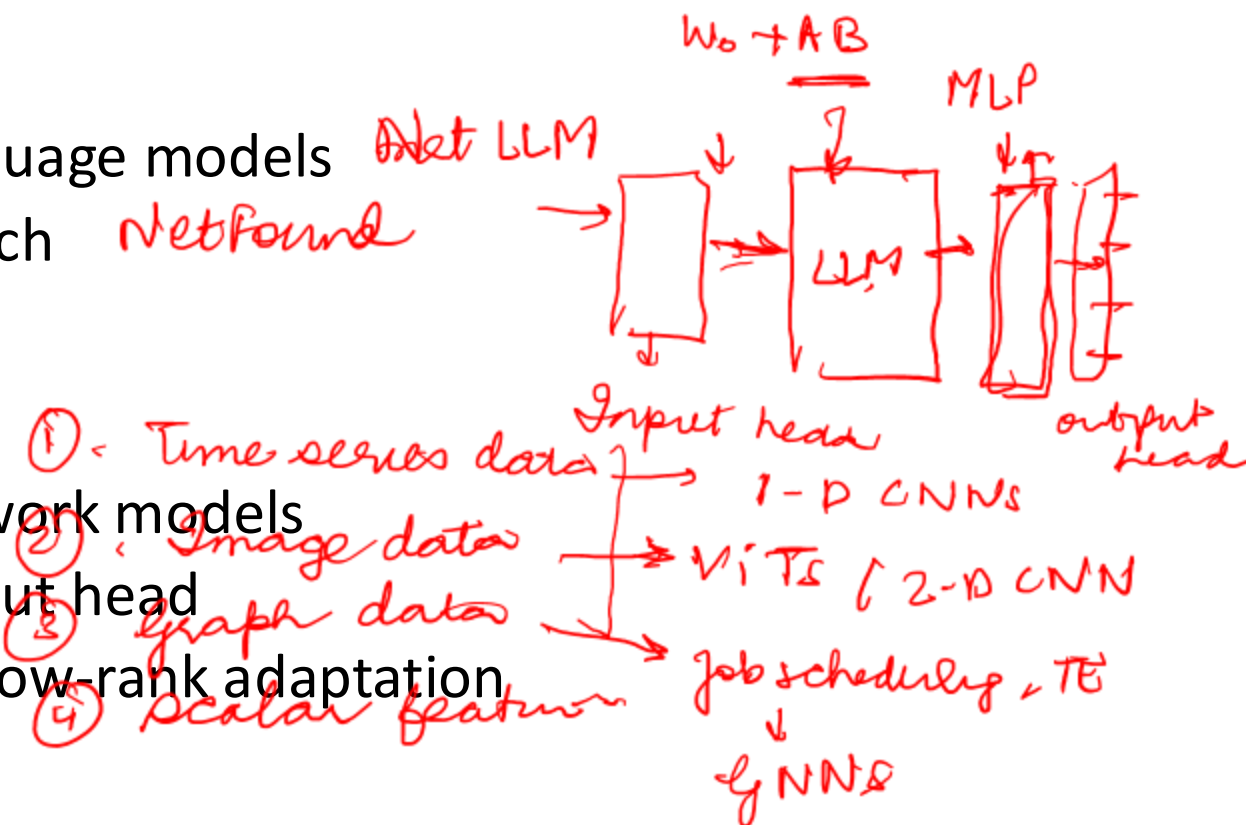 W₀ + AB
MLP
uage models Net LLM
ch NetFound
LLM
Input head
output head
① . Time series data
1-D CNNs
work models
② . Image data
ViTs / 2-D CNN
ut head
③ Graph data
ow-rank adaptation
Job scheduling, TE
④ Scalar featur
GNNs